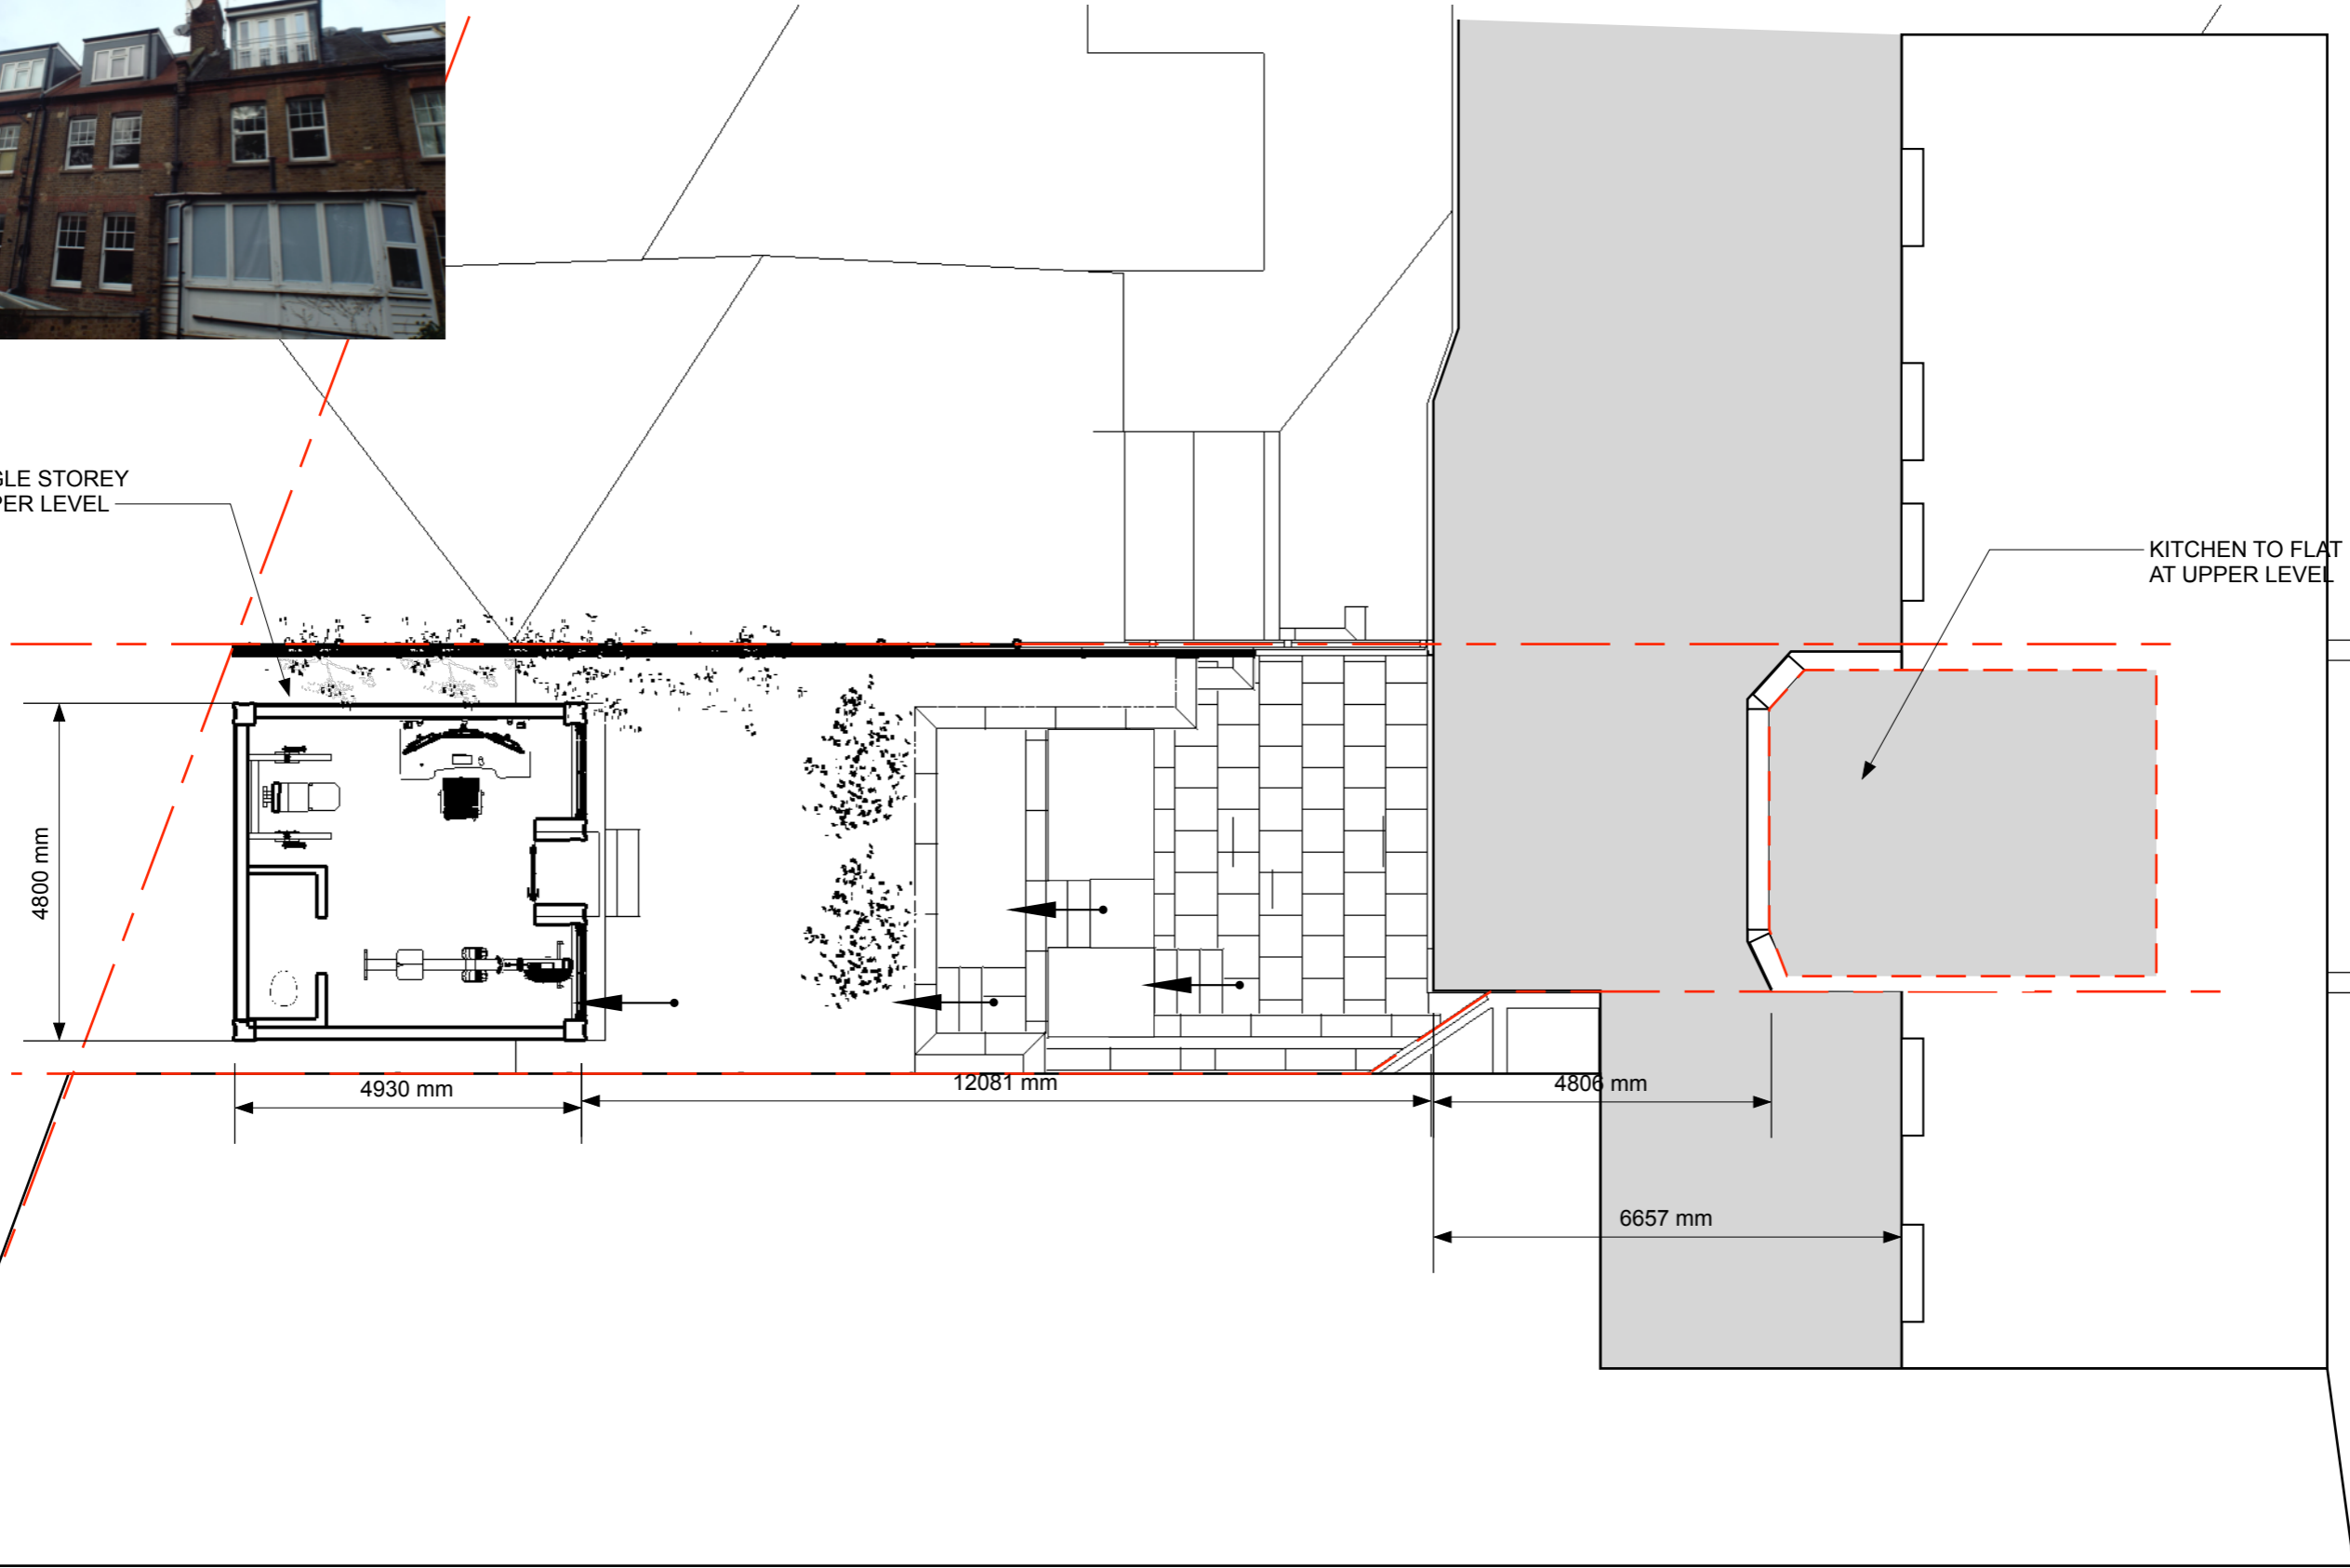 GLE STOREY
PER LEVEL
KITCHEN TO FLAT
AT UPPER LEVEL
4800 mm
4930 mm
12081 mm
4806 mm
6657 mm